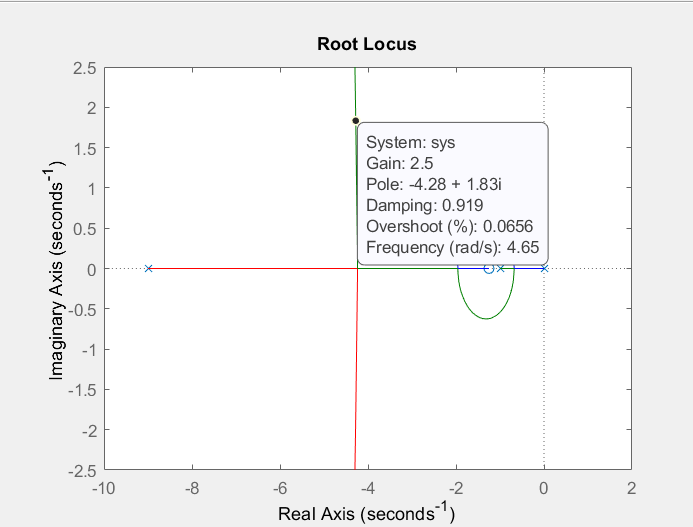 Root Locus
2.5
2
1.5
1
0.5
0
-0.5
-1
-1.5
-2
-2.5
Imaginary Axis (seconds⁻¹)
System: sys
Gain: 2.5
Pole: -4.28 + 1.83i
Damping: 0.919
Overshoot (%): 0.0656
Frequency (rad/s): 4.65
-10 -8 -6 -4 -2 0 2
Real Axis (seconds⁻¹)